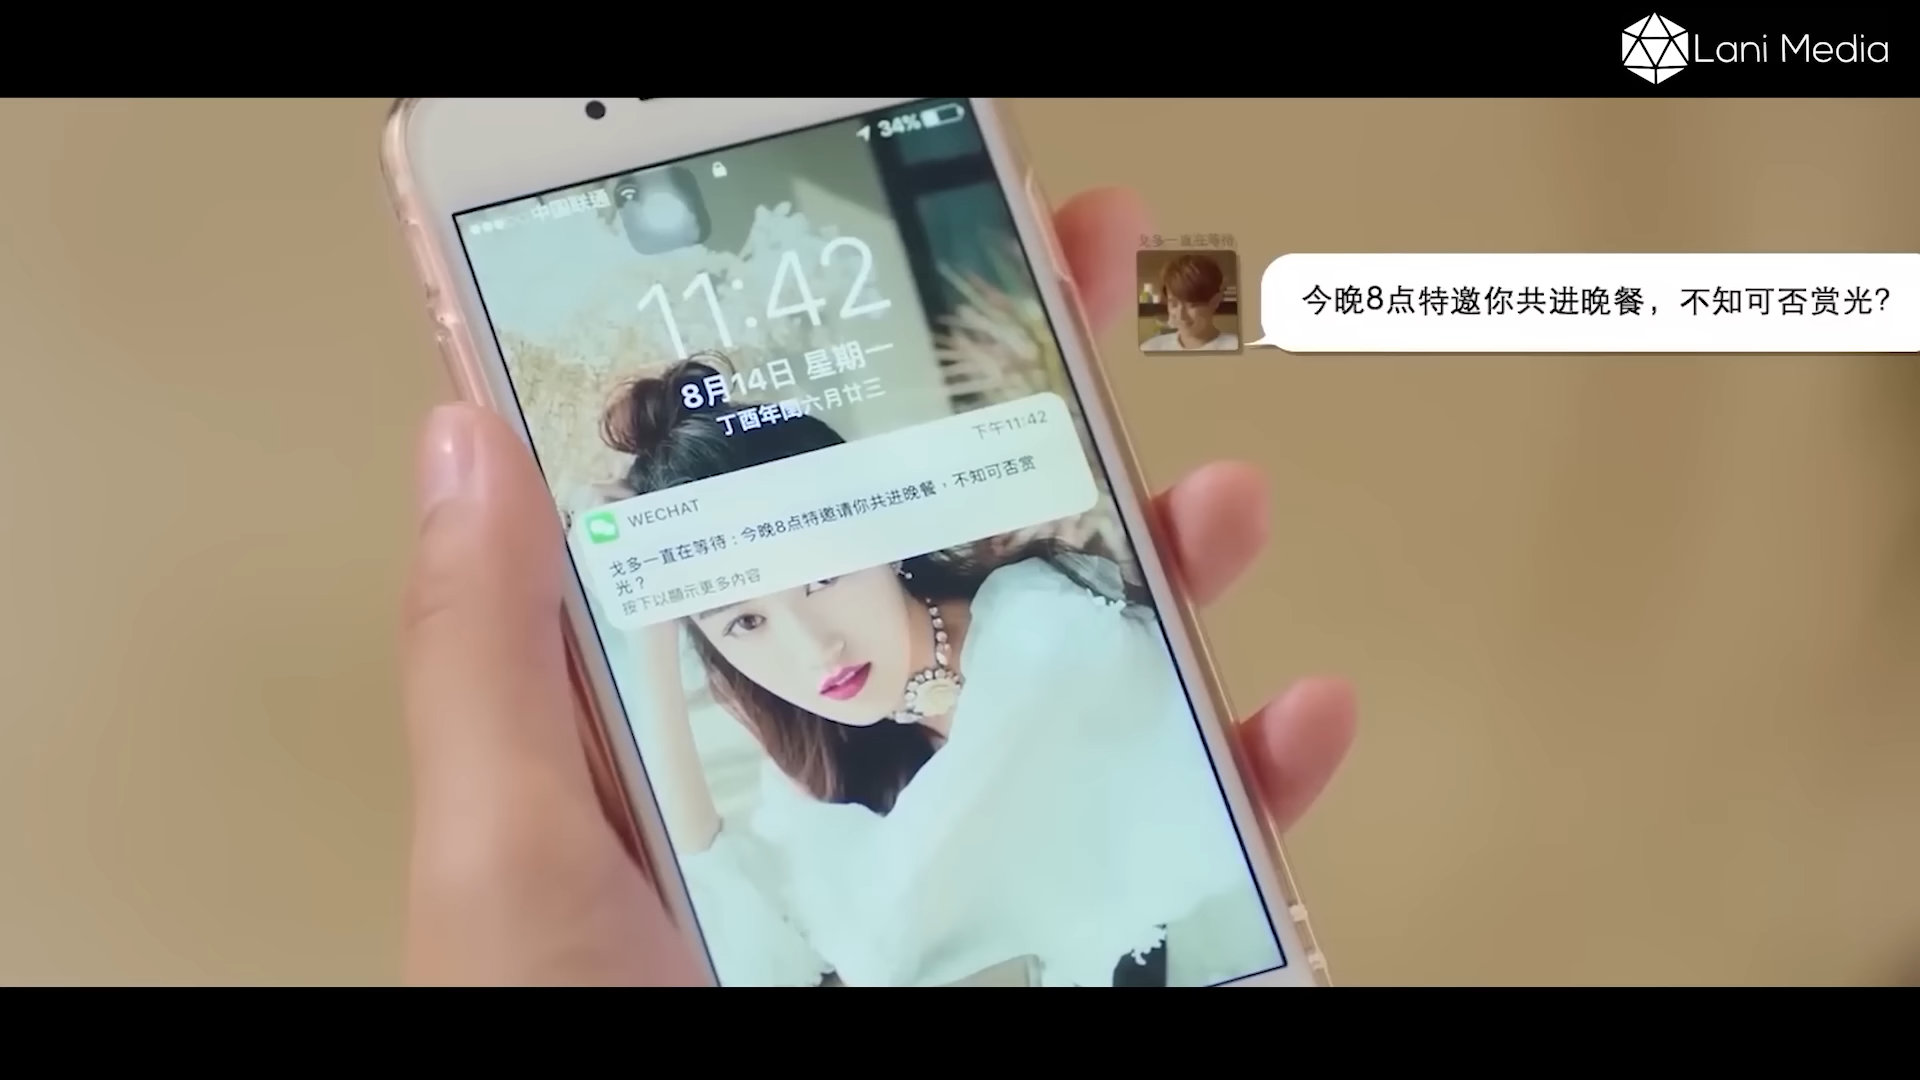 Lani Media
中国联通
34%
11:42
8月14日 星期一
丁酉年閏六月廿三
WECHAT
下午11:42
戈多一直在等待：今晚8点特邀请你共进晚餐，不知可否赏
光？
按下以顯示更多内容
戈多一直在等待
今晚8点特邀你共进晚餐，不知可否赏光?